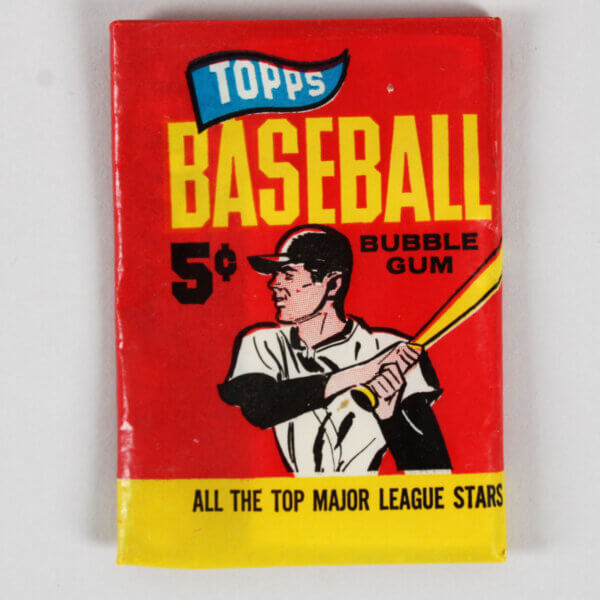 TOPPS
BASEBALL
5¢
BUBBLE
GUM
ALL THE TOP MAJOR LEAGUE STARS